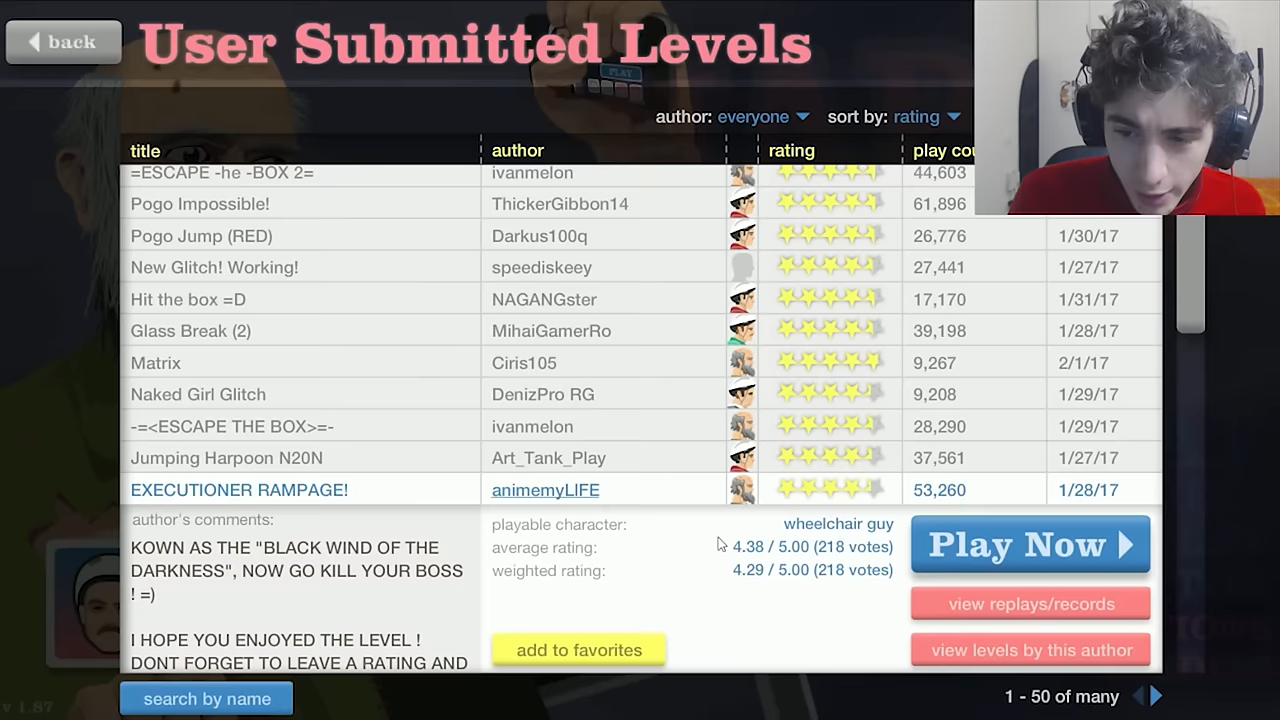 back
User Submitted Levels
PLAY
author: everyone sort by: rating
title author rating play cou
=ESCAPE -he -BOX 2= ivanmelon 44,603
Pogo Impossible! ThickerGibbon14 61,896
Pogo Jump (RED) Darkus100q 26,776 1/30/17
New Glitch! Working! speediskeey 27,441 1/27/17
Hit the box =D NAGANGster 17,170 1/31/17
Glass Break (2) MihaiGamerRo 39,198 1/28/17
Matrix Ciris105 9,267 2/1/17
Naked Girl Glitch DenizPro RG 9,208 1/29/17
-=<ESCAPE THE BOX>=- ivanmelon 28,290 1/29/17
Jumping Harpoon N20N Art_Tank_Play 37,561 1/27/17
EXECUTIONER RAMPAGE! animemyLIFE 53,260 1/28/17
author's comments:
KOWN AS THE "BLACK WIND OF THE
DARKNESS", NOW GO KILL YOUR BOSS
! =)
I HOPE YOU ENJOYED THE LEVEL !
DONT FORGET TO LEAVE A RATING AND
playable character: wheelchair guy
average rating: 4.38 / 5.00 (218 votes)
weighted rating: 4.29 / 5.00 (218 votes)
add to favorites
Play Now
view replays/records
view levels by this author
search by name
1 - 50 of many
v 1.87